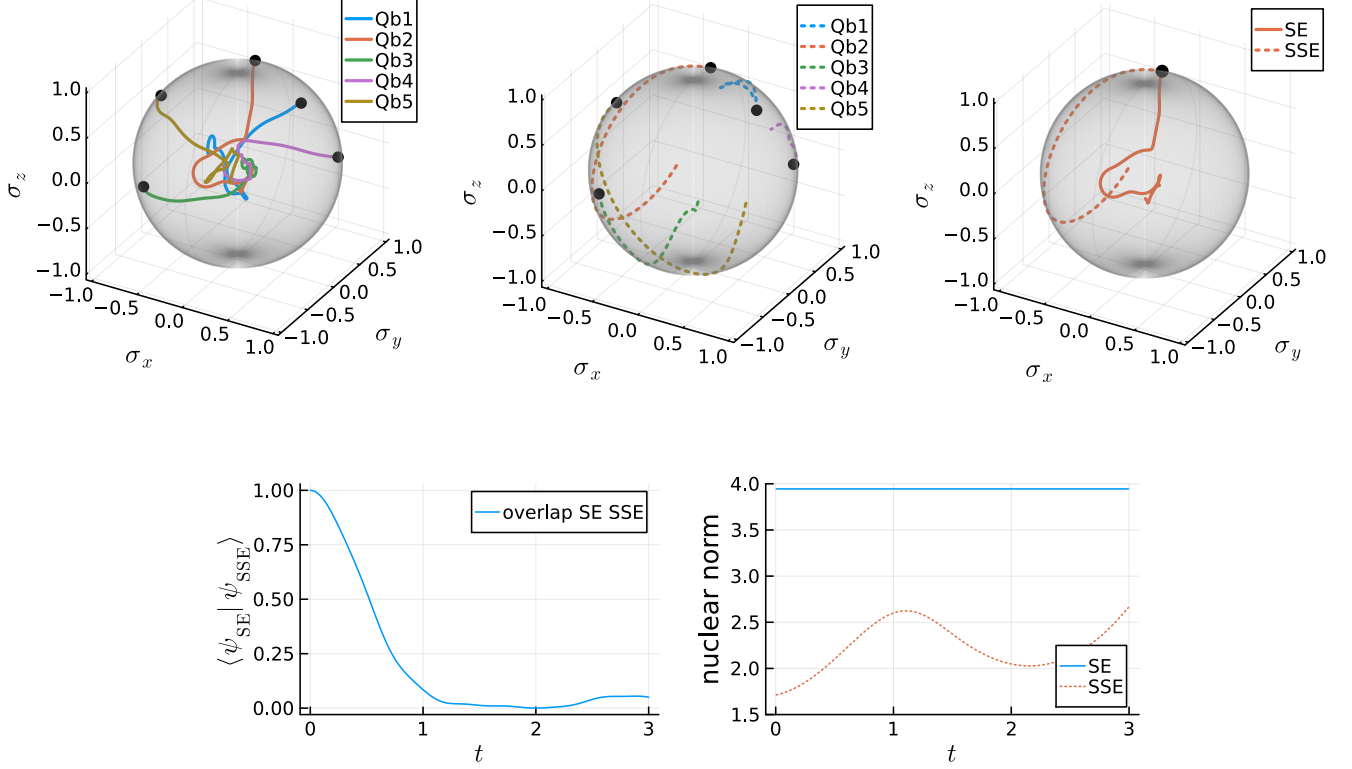 Qb1
Qb2
Qb3
Qb4
Qb5
1.0
0.5
0.0
−0.5
−1.0
σz
−1.0
−0.5
0.0
0.5
1.0
σx
−1.0
−0.5
0.0
0.5
1.0
σy
Qb1
Qb2
Qb3
Qb4
Qb5
1.0
0.5
0.0
−0.5
−1.0
σz
−1.0
−0.5
0.0
0.5
1.0
σx
−1.0
−0.5
0.0
0.5
1.0
σy
SE
SSE
1.0
0.5
0.0
−0.5
−1.0
σz
−1.0
−0.5
0.0
0.5
1.0
σx
−1.0
−0.5
0.0
0.5
1.0
σy
1.00
0.75
0.50
0.25
0.00
⟨ψSE|ψSSE⟩
overlap SE SSE
0
1
2
3
t
4.0
3.5
3.0
2.5
2.0
1.5
nuclear norm
SE
SSE
0
1
2
3
t